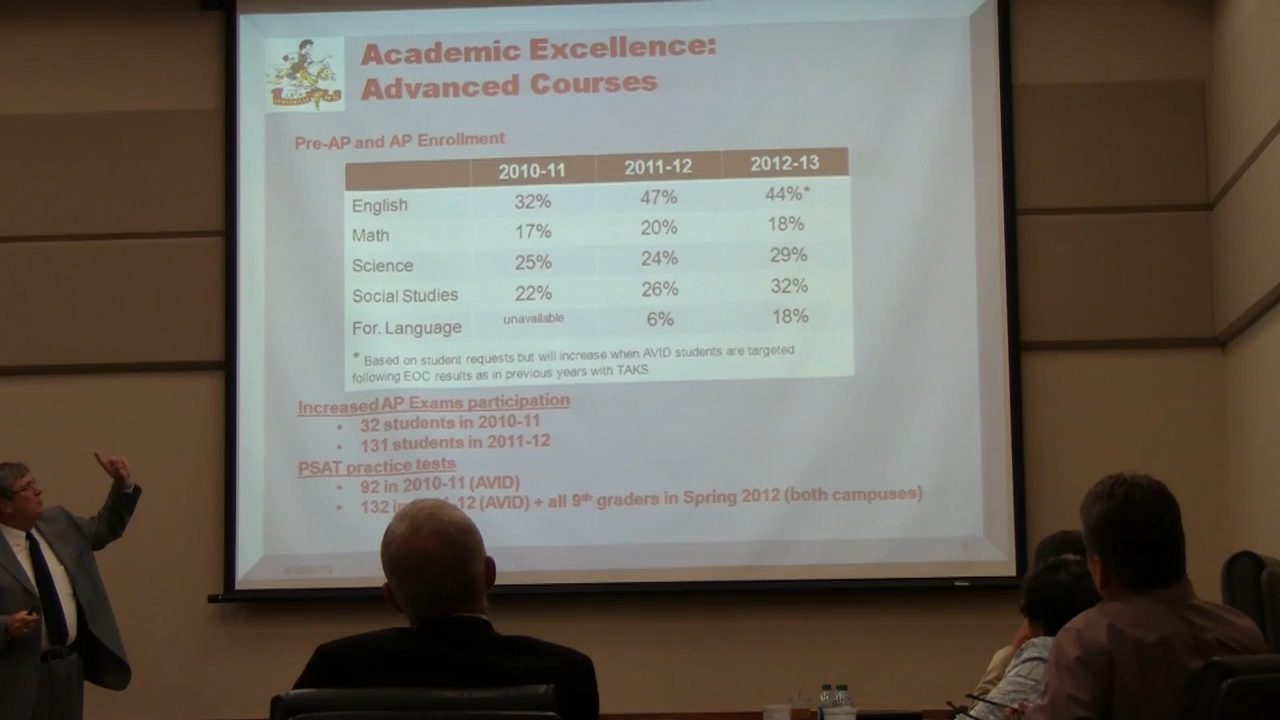 Academic Excellence:
Advanced Courses
Pre-AP and AP Enrollment
2010-11 2011-12 2012-13
English 32% 47% 44%*
Math 17% 20% 18%
Science 25% 24% 29%
Social Studies 22% 26% 32%
For. Language unavailable 6% 18%
* Based on student requests but will increase when AVID students are targeted
following EOC results as in previous years with TAKS
Increased AP Exams participation
• 32 students in 2010-11
• 131 students in 2011-12
PSAT practice tests
• 92 in 2010-11 (AVID)
• 132 in 12 (AVID) + all 9th graders in Spring 2012 (both campuses)